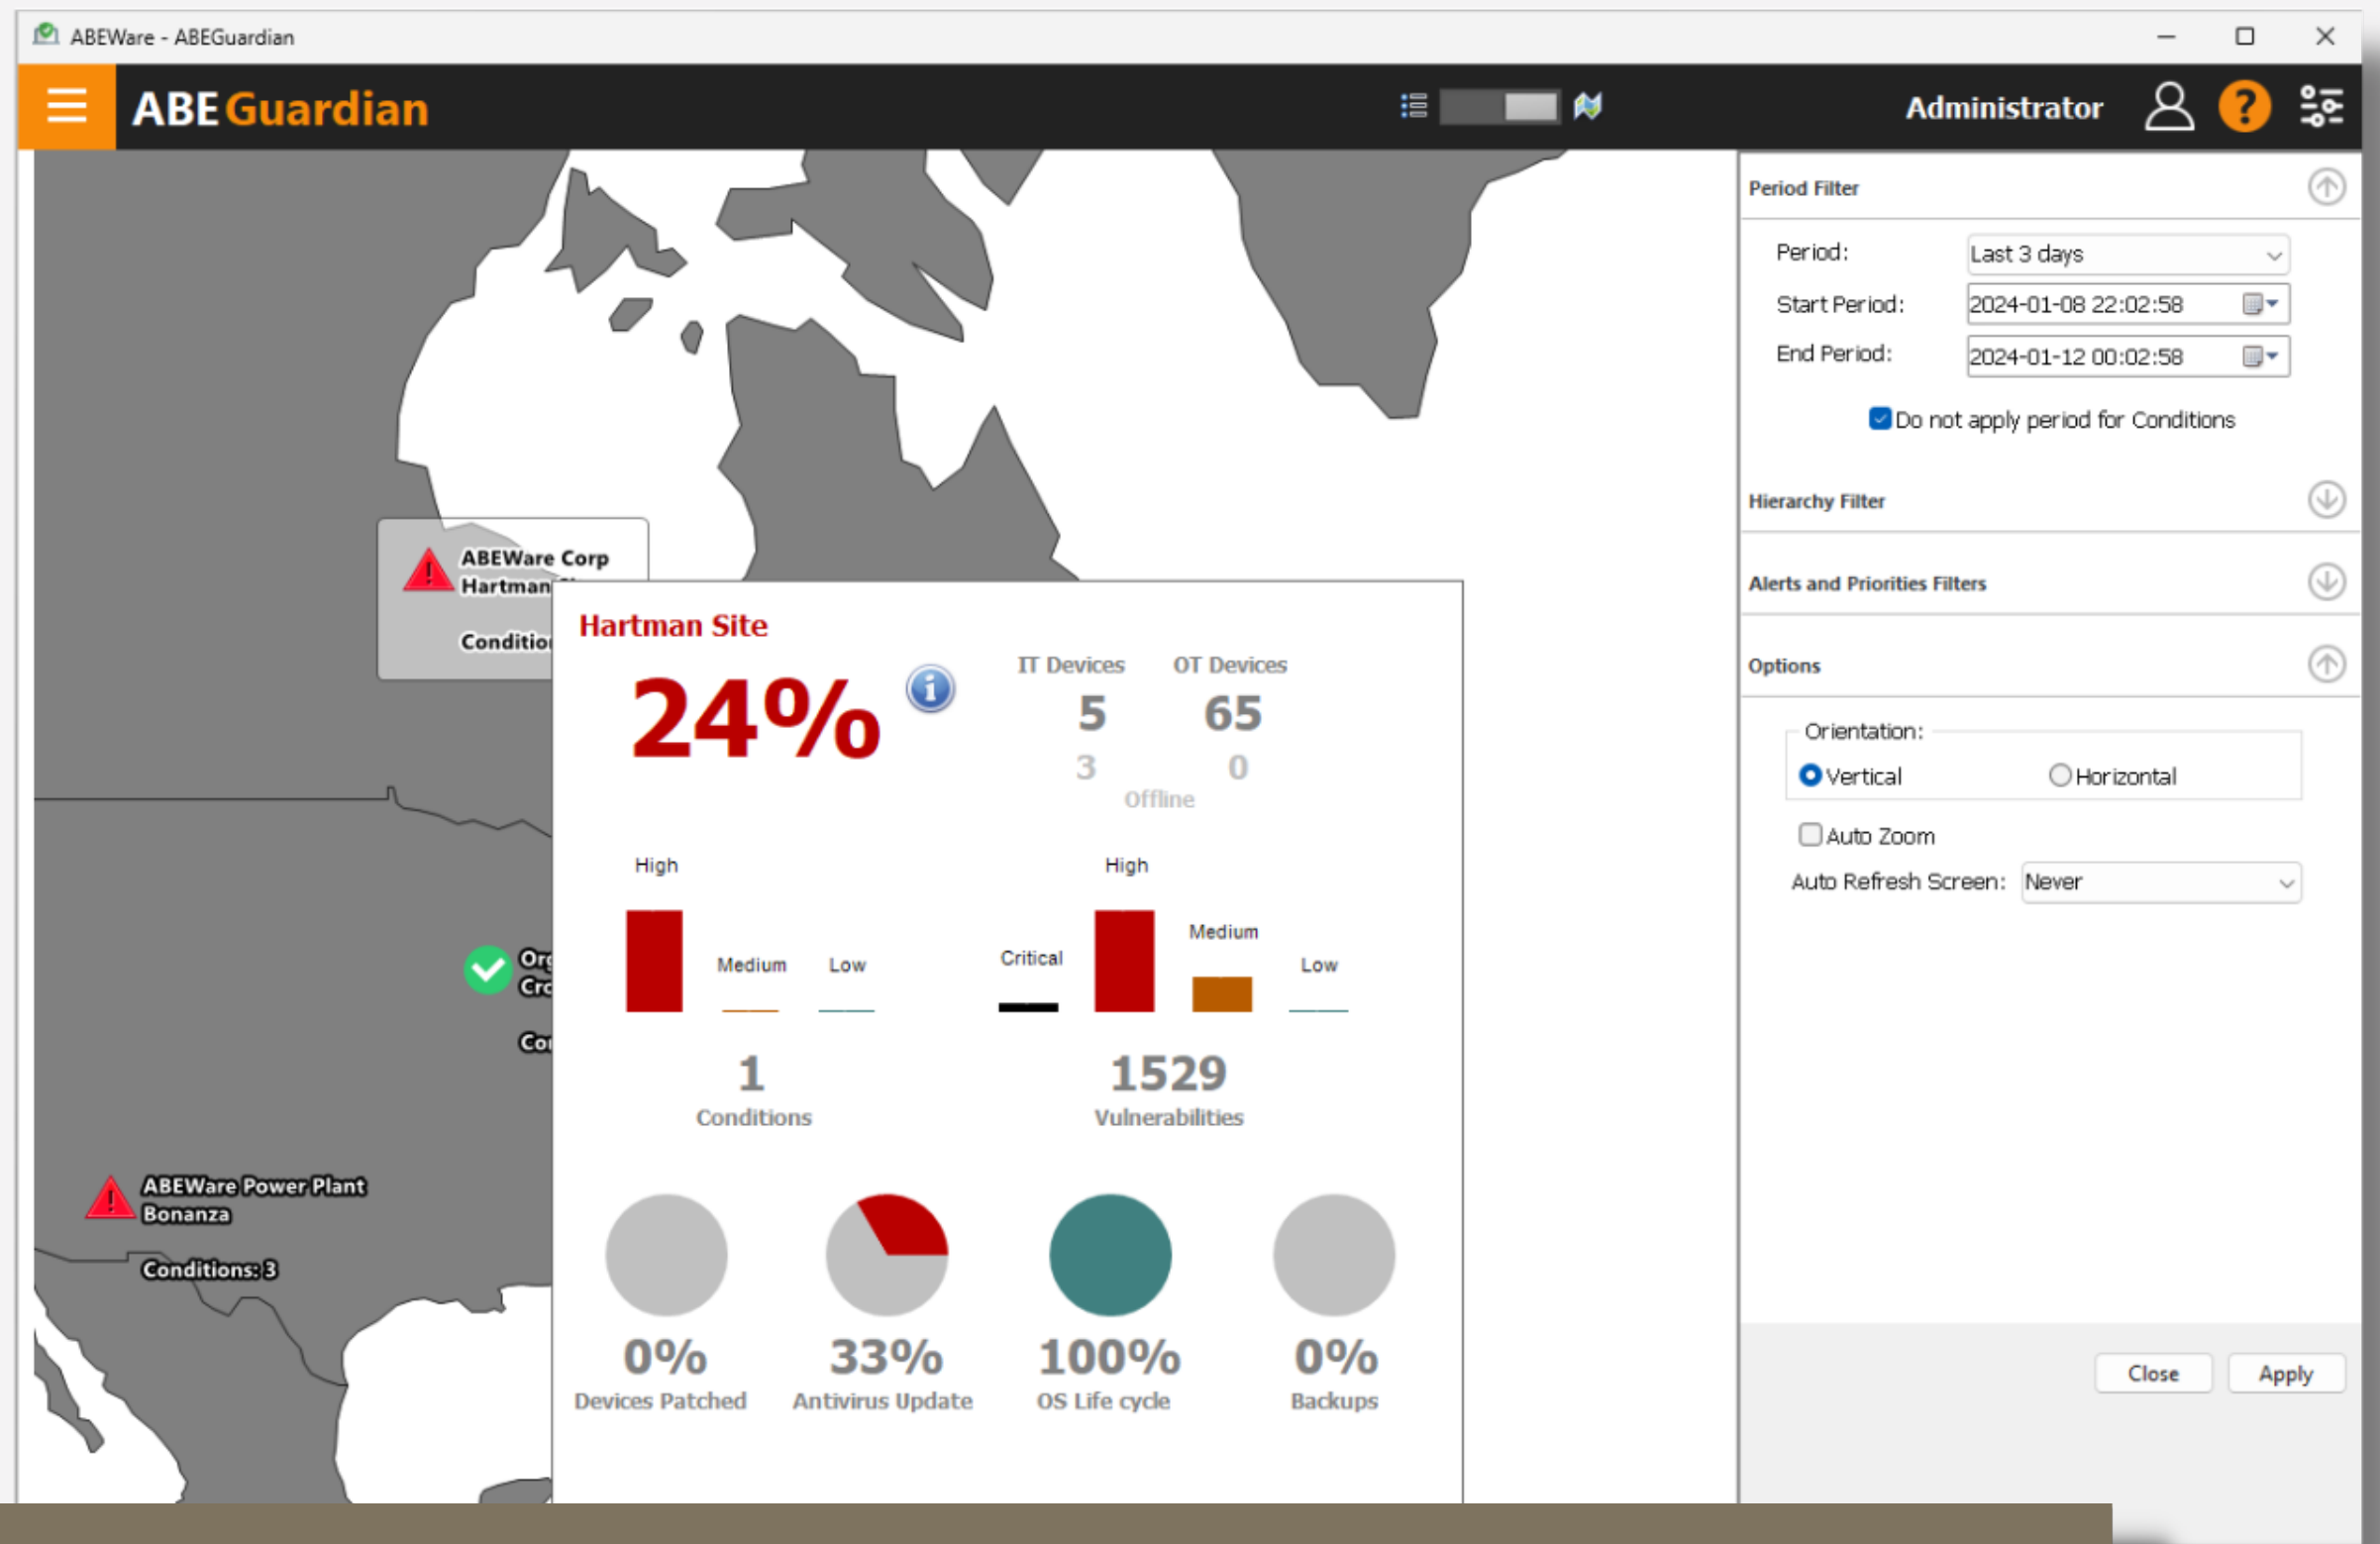 ABEWare - ABEGuardian
ABEGuardian
Administrator
?
Period Filter
Period:
Last 3 days
Start Period:
2024-01-08 22:02:58
End Period:
2024-01-12 00:02:58
Do not apply period for Conditions
Hierarchy Filter
Alerts and Priorities Filters
Options
Orientation:
Vertical
Horizontal
Auto Zoom
Auto Refresh Screen:
Never
Close
Apply
ABEWare Corp
Hartman
Hartman Site
24%
i
IT Devices
OT Devices
5
65
3
0
Offline
High
Medium
Low
1
Conditions
Critical
High
Medium
Low
1529
Vulnerabilities
0%
Devices Patched
33%
Antivirus Update
100%
OS Life cycle
0%
Backups
ABEWare Power Plant
Bonanza
Conditions: 3